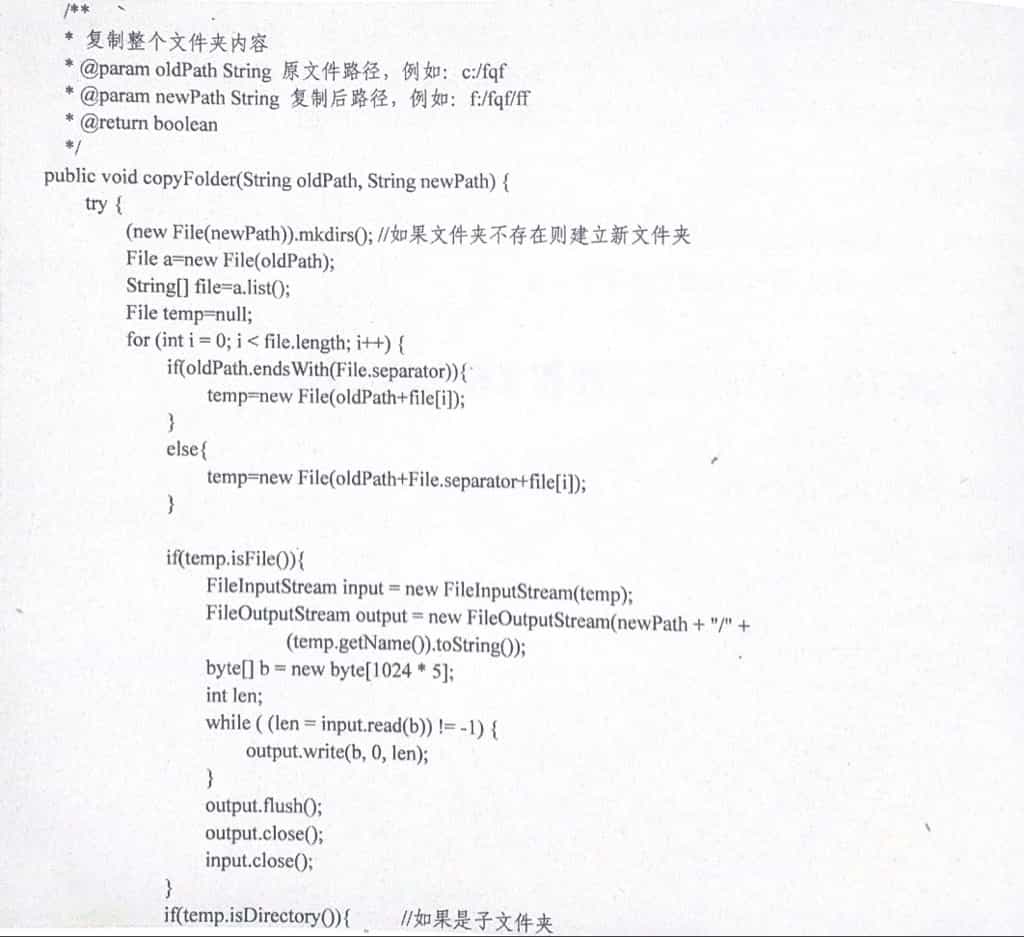 /**
* 复制整个文件夹内容
* @param oldPath String 原文件路径，例如：c:/fqf
* @param newPath String 复制后路径，例如：f:/fqf/ff
* @return boolean
*/
public void copyFolder(String oldPath, String newPath) {
try {
(new File(newPath)).mkdirs(); //如果文件夹不存在则建立新文件夹
File a=new File(oldPath);
String[] file=a.list();
File temp=null;
for (int i = 0; i < file.length; i++) {
if(oldPath.endsWith(File.separator)){
temp=new File(oldPath+file[i]);
}
else{
temp=new File(oldPath+File.separator+file[i]);
}
if(temp.isFile()){
FileInputStream input = new FileInputStream(temp);
FileOutputStream output = new FileOutputStream(newPath + "/" +
(temp.getName()).toString());
byte[] b = new byte[1024 * 5];
int len;
while ( (len = input.read(b)) != -1) {
output.write(b, 0, len);
}
output.flush();
output.close();
input.close();
}
if(temp.isDirectory()){ //如果是子文件夹